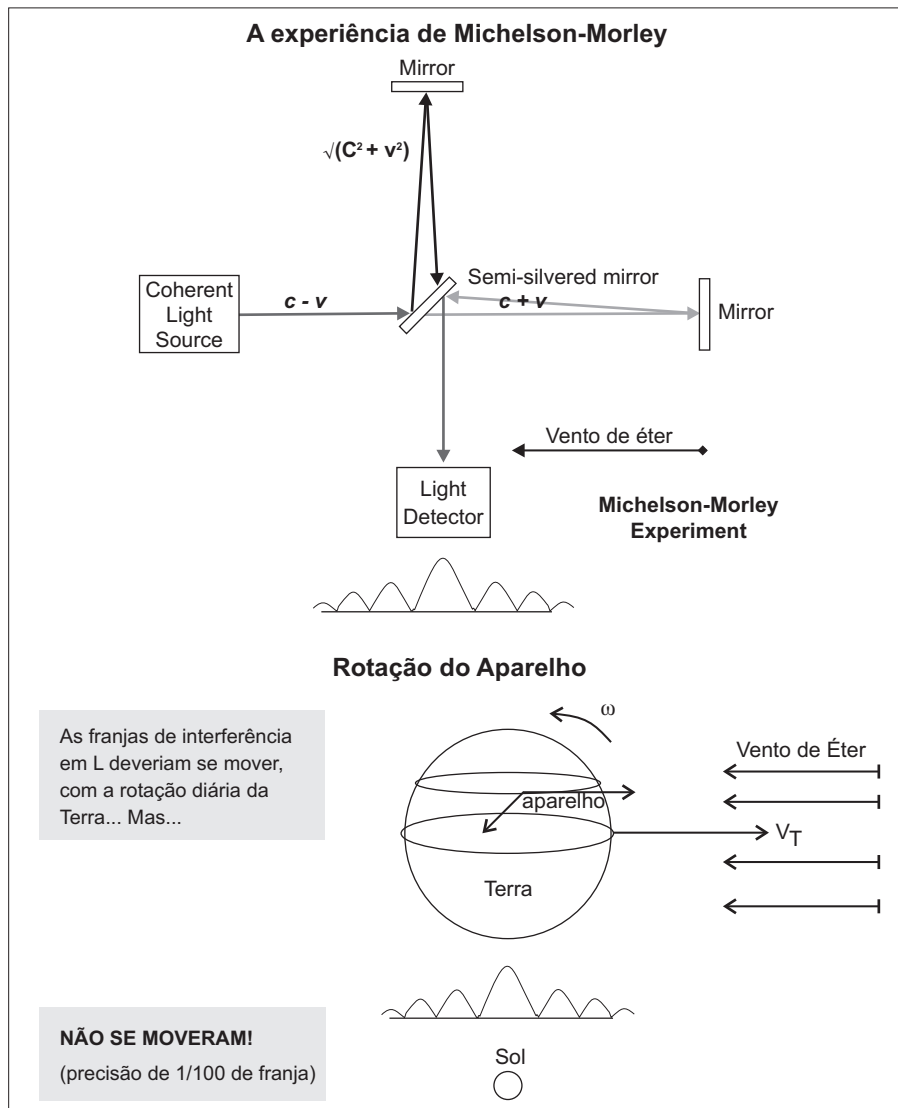 A experiência de Michelson-Morley
Mirror
√(C² + v²)
Semi-silvered mirror
Coherent
Light
Source
c - v
c + v
Mirror
Vento de éter
Light
Detector
Michelson-Morley
Experiment
Rotação do Aparelho
ω
As franjas de interferência
em L deveriam se mover,
com a rotação diária da
Terra... Mas...
Vento de Éter
aparelho
V_T
Terra
NÃO SE MOVERAM!
(precisão de 1/100 de franja)
Sol